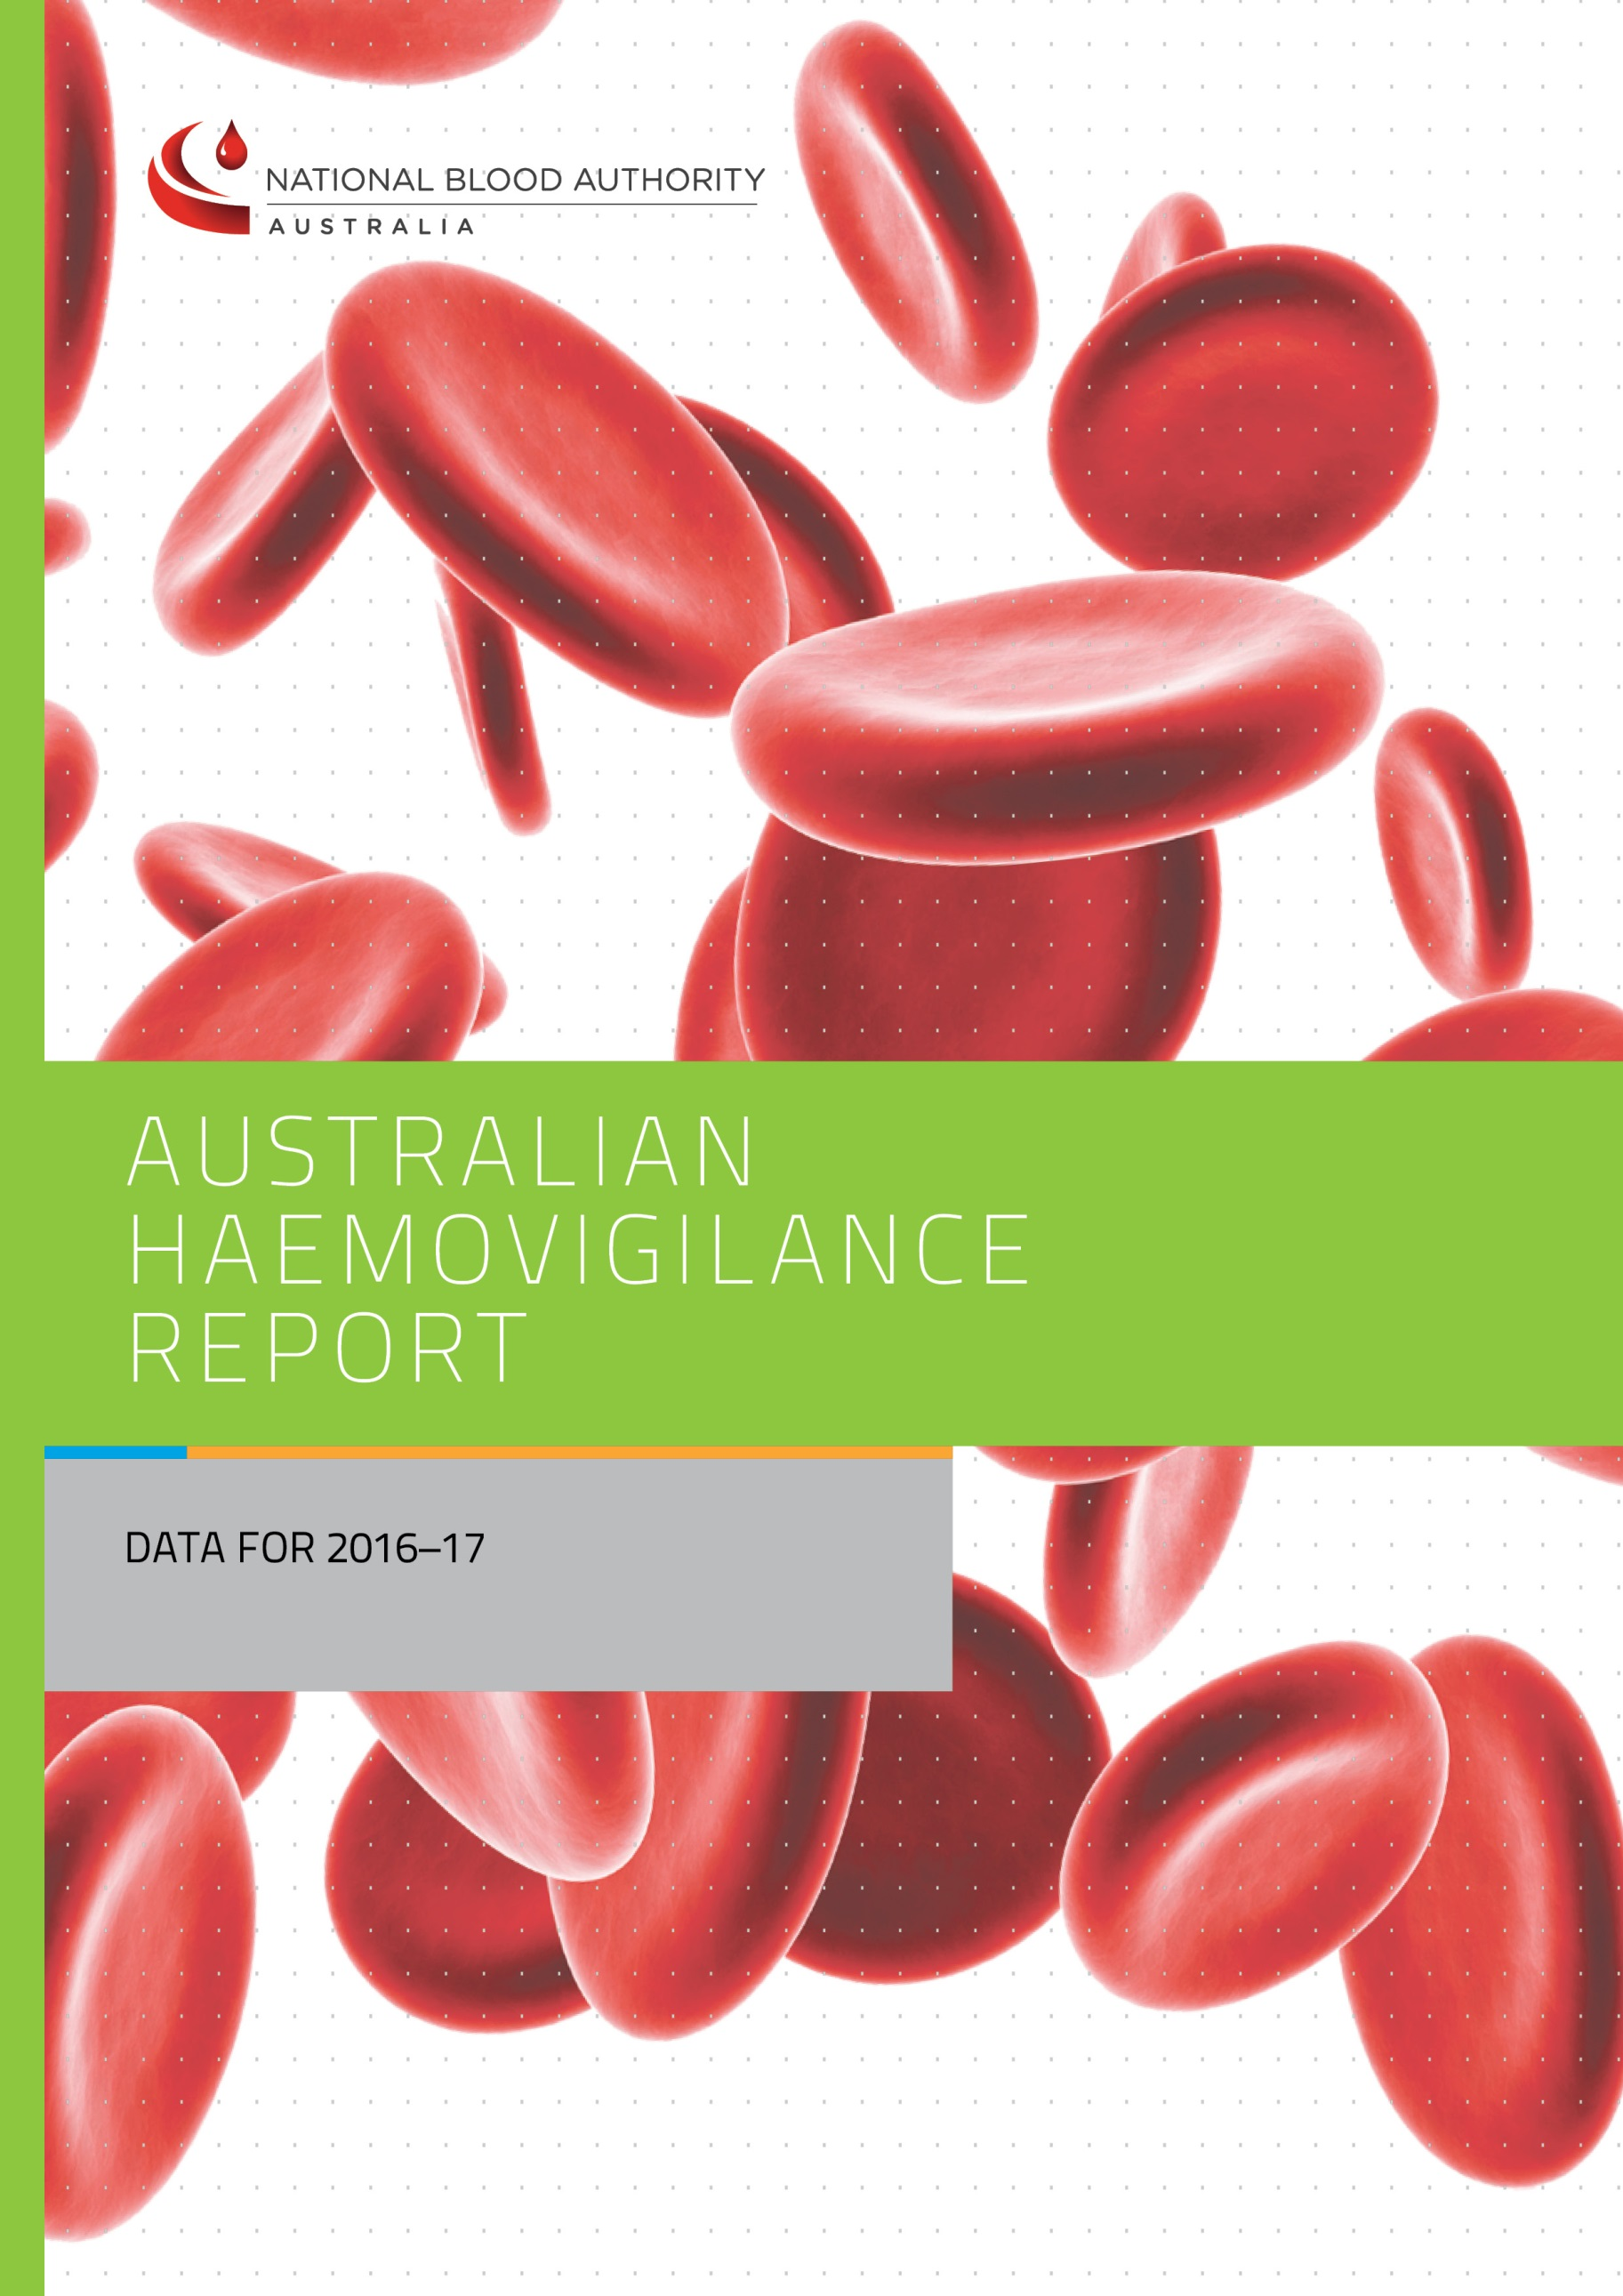 NATIONAL BLOOD AUTHORITY
AUSTRALIA
AUSTRALIAN
HAEMOVIGILANCE
REPORT
DATA FOR 2016–17